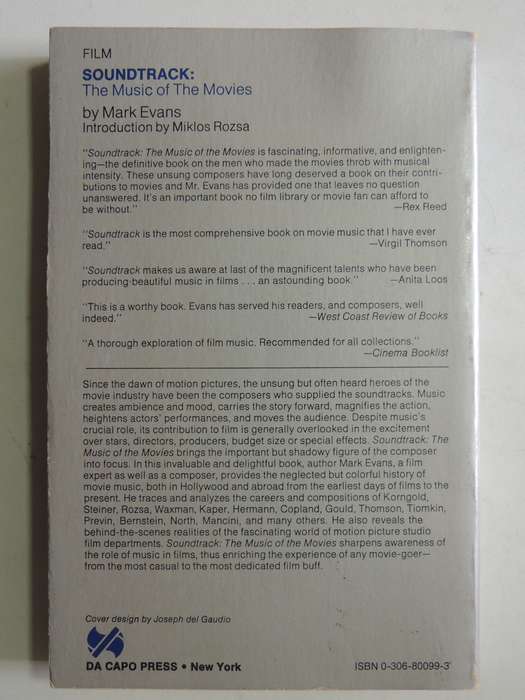 FILM
SOUNDTRACK:
The Music of The Movies
by Mark Evans
Introduction by Miklos Rozsa
"Soundtrack: The Music of the Movies is fascinating, informative, and enlighten-
ing—the definitive book on the men who made the movies throb with musical
intensity. These unsung composers have long deserved a book on their contri-
butions to movies and Mr. Evans has provided one that leaves no question
unanswered. It's an important book no film library or movie fan can afford to
be without." —Rex Reed
"Soundtrack is the most comprehensive book on movie music that I have ever
read." —Virgil Thomson
"Soundtrack makes us aware at last of the magnificent talents who have been
producing beautiful music in films . . . an astounding book." —Anita Loos
"This is a worthy book. Evans has served his readers, and composers, well
indeed." —West Coast Review of Books
"A thorough exploration of film music. Recommended for all collections."
—Cinema Booklist
Since the dawn of motion pictures, the unsung but often heard heroes of the
movie industry have been the composers who supplied the soundtracks. Music
creates ambience and mood, carries the story forward, magnifies the action,
heightens actors' performances, and moves the audience. Despite music's
crucial role, its contribution to film is generally overlooked in the excitement
over stars, directors, producers, budget size or special effects. Soundtrack: The
Music of the Movies brings the important but shadowy figure of the composer
into focus. In this invaluable and delightful book, author Mark Evans, a film
expert as well as a composer, provides the neglected but colorful history of
movie music, both in Hollywood and abroad from the earliest days of films to the
present. He traces and analyzes the careers and compositions of Korngold,
Steiner, Rozsa, Waxman, Kaper, Hermann, Copland, Gould, Thomson, Tiomkin,
Previn, Bernstein, North, Mancini, and many others. He also reveals the
behind-the-scenes realities of the fascinating world of motion picture studio
film departments. Soundtrack: The Music of the Movies sharpens awareness of
the role of music in films, thus enriching the experience of any movie-goer—
from the most casual to the most dedicated film buff.
Cover design by Joseph del Gaudio
DA CAPO PRESS • New York ISBN 0-306-80099-3